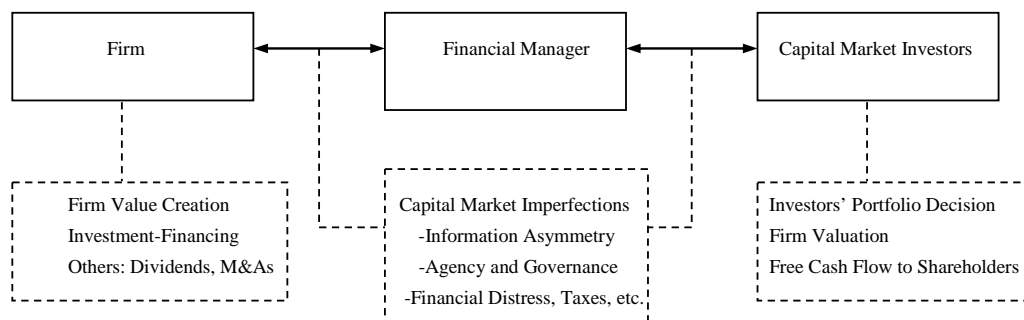 Firm
Financial Manager
Capital Market Investors
Firm Value Creation
Investment-Financing
Others: Dividends, M&As
Capital Market Imperfections
-Information Asymmetry
-Agency and Governance
-Financial Distress, Taxes, etc.
Investors’ Portfolio Decision
Firm Valuation
Free Cash Flow to Shareholders